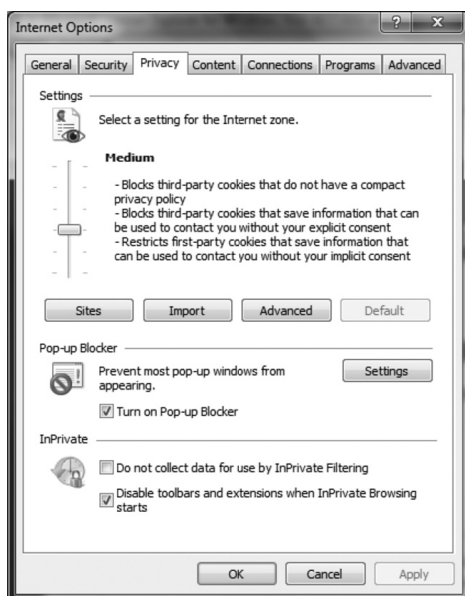 Internet Options
General Security Privacy Content Connections Programs Advanced
Settings
Select a setting for the Internet zone.
Medium
- Blocks third-party cookies that do not have a compact
privacy policy
- Blocks third-party cookies that save information that can
be used to contact you without your explicit consent
- Restricts first-party cookies that save information that
can be used to contact you without your implicit consent
Sites Import Advanced Default
Pop-up Blocker
Prevent most pop-up windows from
appearing.
Settings
Turn on Pop-up Blocker
InPrivate
Do not collect data for use by InPrivate Filtering
Disable toolbars and extensions when InPrivate Browsing
starts
OK Cancel Apply